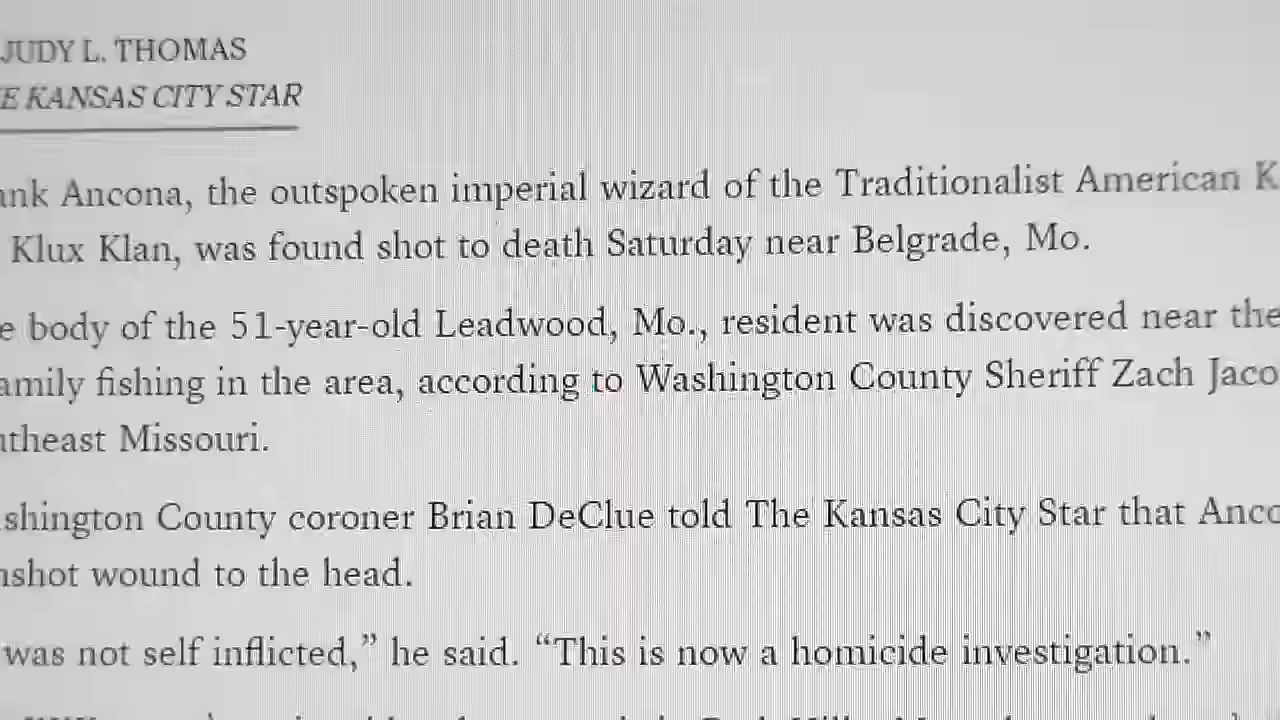 JUDY L. THOMAS
E KANSAS CITY STAR
ank Ancona, the outspoken imperial wizard of the Traditionalist American K
Klux Klan, was found shot to death Saturday near Belgrade, Mo.
e body of the 51-year-old Leadwood, Mo., resident was discovered near the
amily fishing in the area, according to Washington County Sheriff Zach Jaco
utheast Missouri.
shington County coroner Brian DeClue told The Kansas City Star that Anco
nshot wound to the head.
was not self inflicted,” he said. “This is now a homicide investigation.”